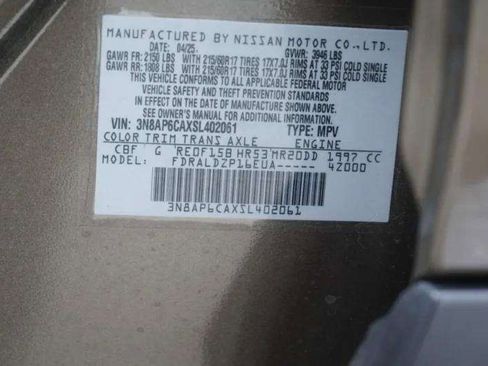 MANUFACTURED BY NISSAN MOTOR CO., LTD.
DATE: 04/25. GVWR: 3946 LBS
GAWR FR: 2150 LBS WITH 215/60R17 TIRES 17X7.0J RIMS AT 33 PSI COLD SINGLE
GAWR RR: 1808 LBS WITH 215/60R17 TIRES 17X7.0J RIMS AT 33 PSI COLD SINGLE
THIS VEHICLE CONFORMS TO ALL APPLICABLE FEDERAL MOTOR
VEHICLE SAFETY AND THEFT PREVENTION STANDARDS
IN EFFECT ON THE DATE OF MANUFACTURE SHOWN ABOVE.
SEE OWNER'S MANUAL FOR ADDITIONAL INFORMATION.
VIN: 3N8AP6CAXSL402061 TYPE: MPV
COLOR TRIM TRANS AXLE ENGINE
CBF G RE0F15B HR53 MR20DD 1997 CC
MODEL: FDRALDZP16EUA----- 42000
3N8AP6CAXSL402061